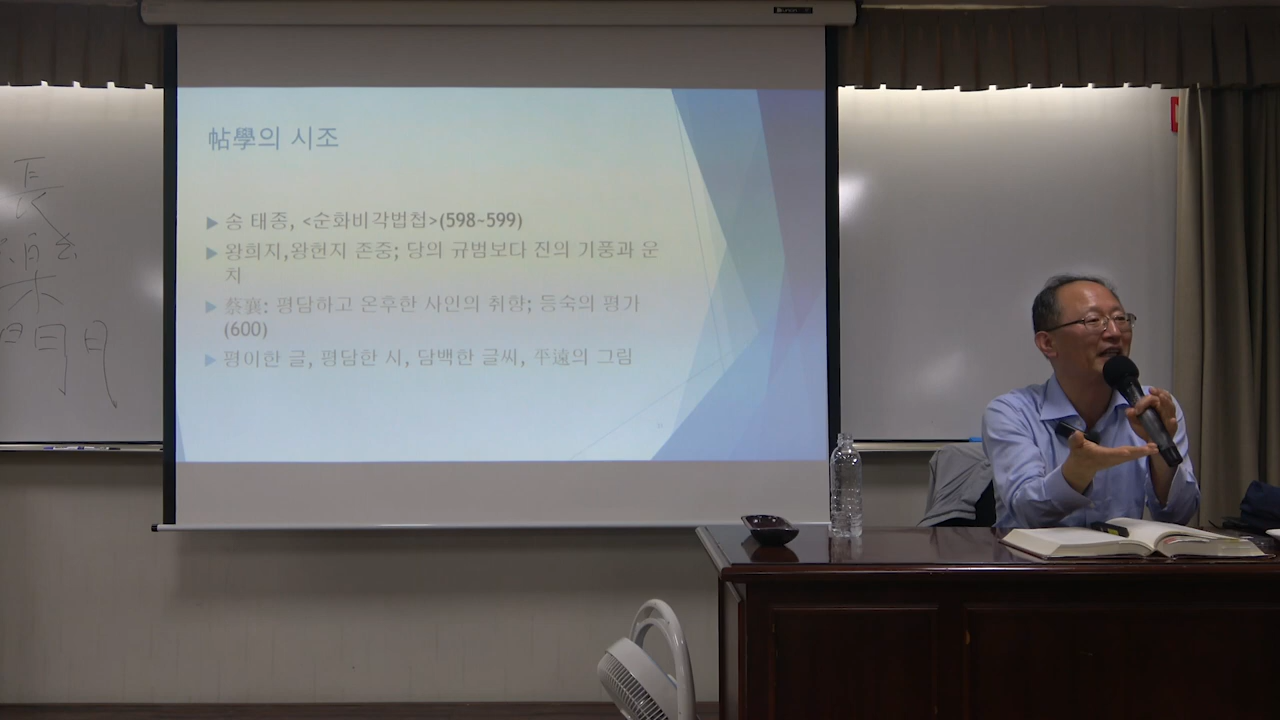 長
樂
門
帖學의 시조
송 태종, <순화비각법첩>(598~599)
왕희지,왕헌지 존중; 당의 규범보다 진의 기풍과 운
치
蔡襄: 평담하고 온후한 사인의 취향; 등숙의 평가
(600)
평이한 글, 평담한 시, 담백한 글씨, 平遠의 그림